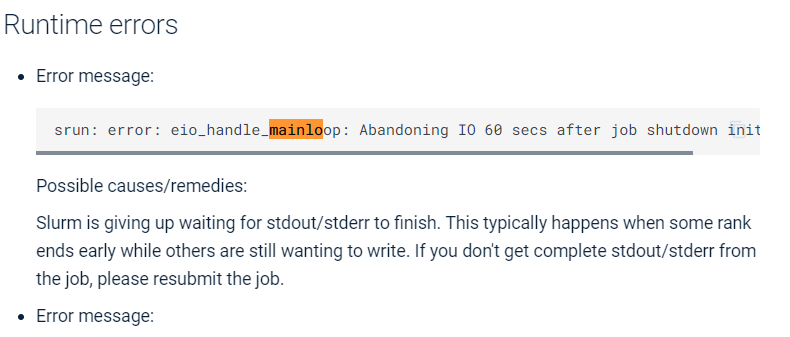 Runtime errors
Error message:
srun: error: eio_handle_mainloop: Abandoning IO 60 secs after job shutdown init
Possible causes/remedies:
Slurm is giving up waiting for stdout/stderr to finish. This typically happens when some rank
ends early while others are still wanting to write. If you don't get complete stdout/stderr from
the job, please resubmit the job.
Error message: